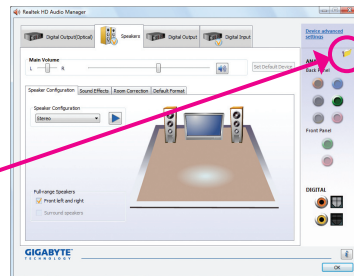 Realtek HD Audio Manager
Digital Output(Optical)
Speakers
Digital Output
Digital Input
Device advanced
settings
Main Volume
L
R
Set Default Device
ANA
Back Panel
Speaker Configuration
Sound Effects
Room Correction
Default Format
Speaker Configuration
Stereo
Front Panel
Full-range Speakers
Front left and right
Surround speakers
DIGITAL
GIGABYTE
TECHNOLOGY
i
OK